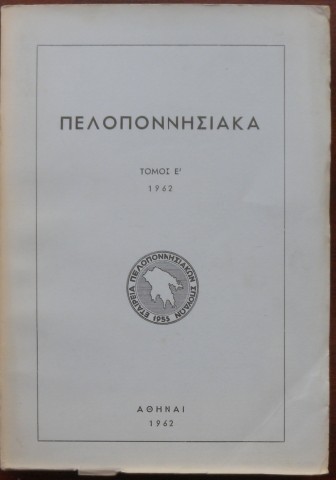 ΠΕΛΟΠΟΝΝΗΣΙΑΚΑ
ΤΟΜΟΣ Ε'
1962
ΕΤΑΙΡΕΙΑ ΠΕΛΟΠΟΝΝΗΣΙΑΚΩΝ ΣΠΟΥΔΩΝ
1955
ΑΘΗΝΑΙ
1962